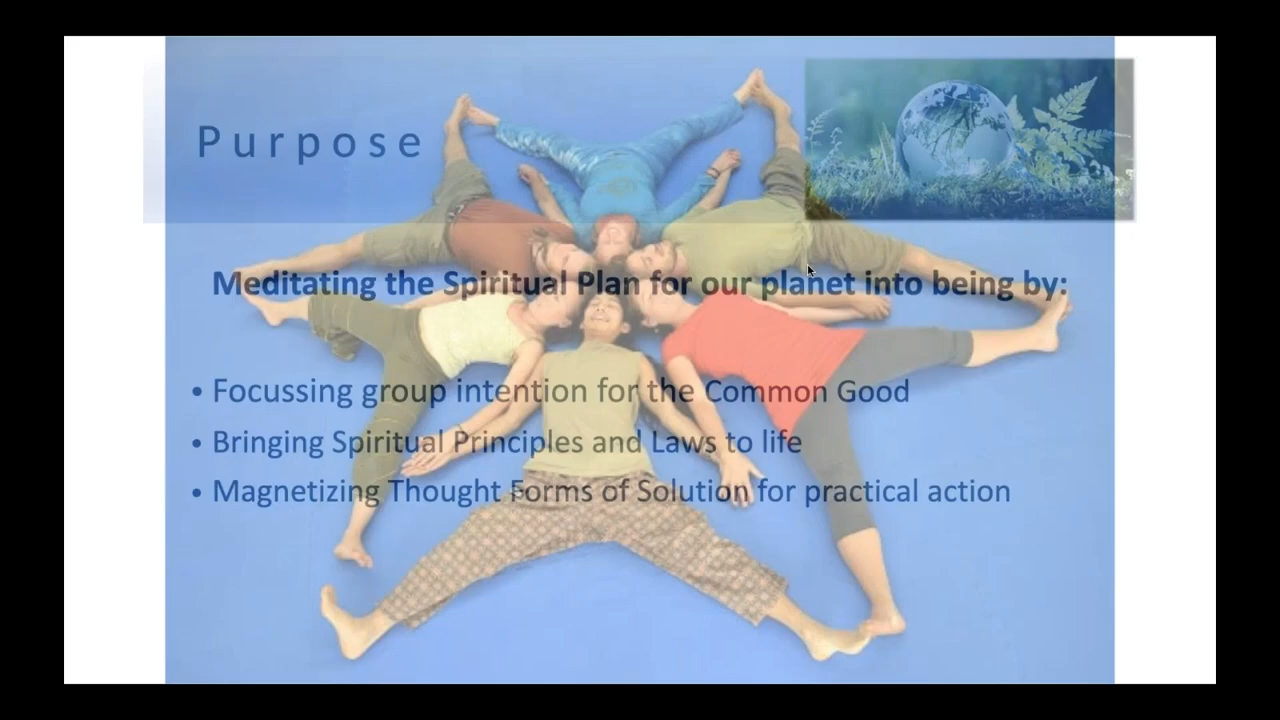 Purpose
Meditating the Spiritual Plan for our planet into being by:
• Focussing group intention for the Common Good
• Bringing Spiritual Principles and Laws to life
• Magnetizing Thought Forms of Solution for practical action